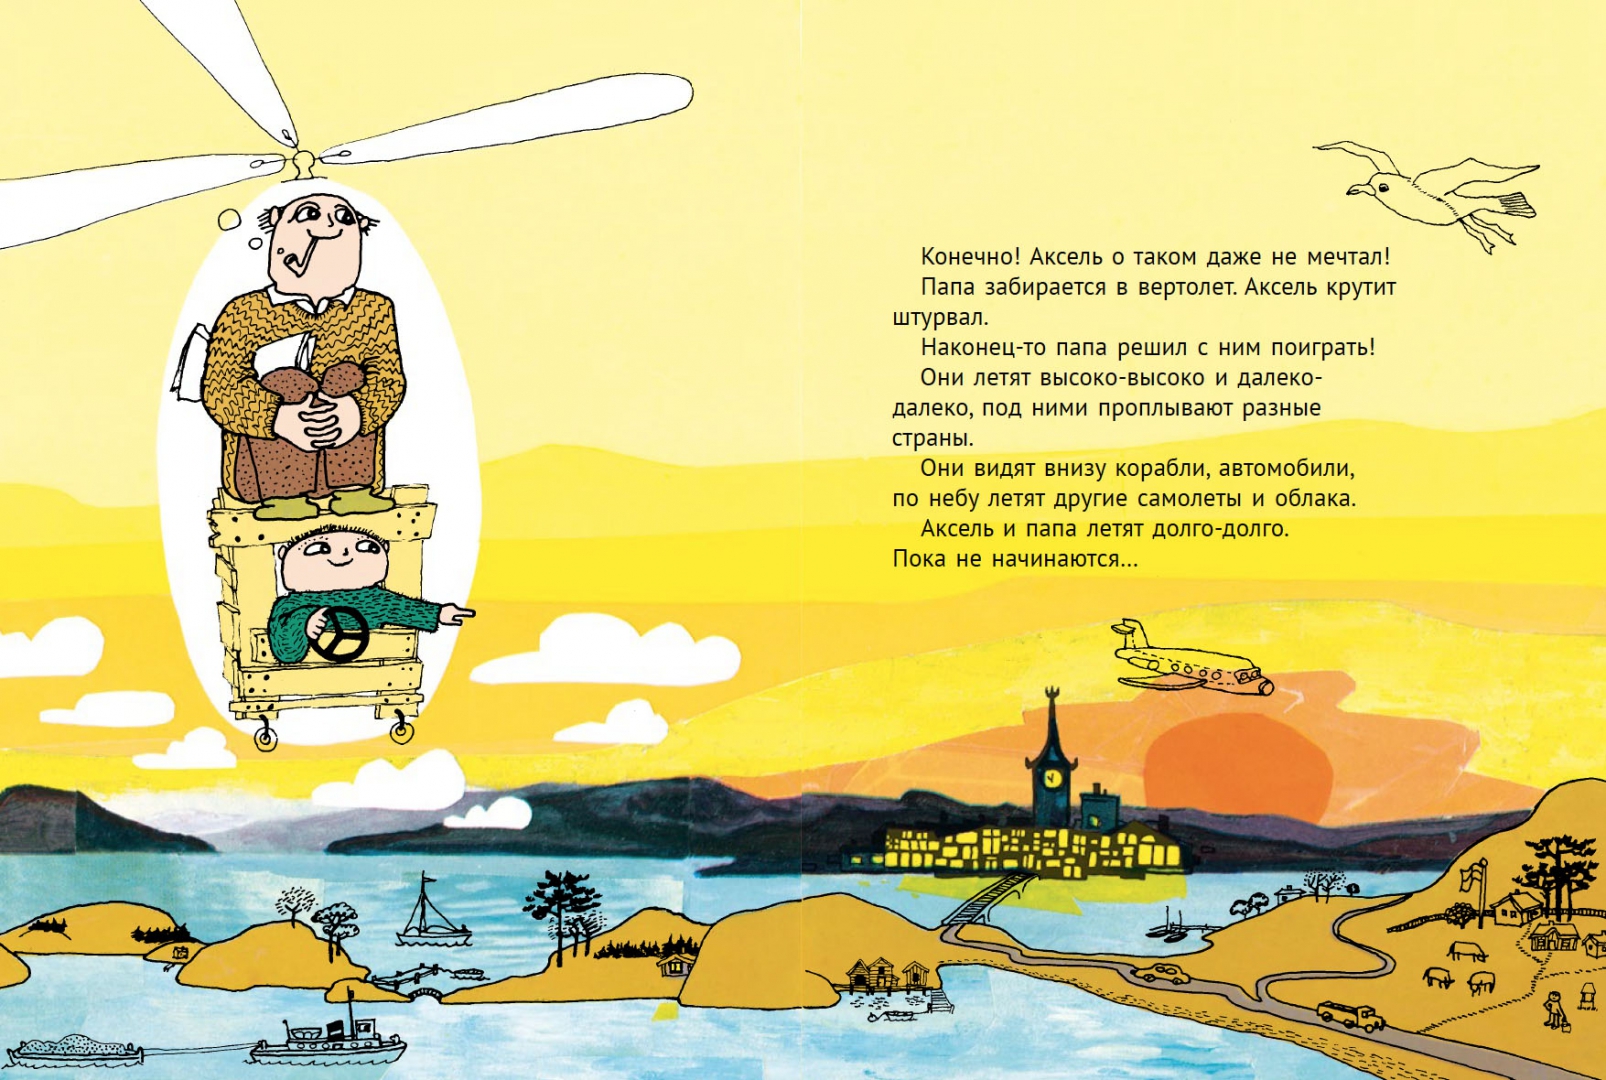 Конечно! Аксель о таком даже не мечтал!
Папа забирается в вертолет. Аксель крутит
штурвал.
Наконец-то папа решил с ним поиграть!
Они летят высоко-высоко и далеко-
далеко, под ними проплывают разные
страны.
Они видят внизу корабли, автомобили,
по небу летят другие самолеты и облака.
Аксель и папа летят долго-долго.
Пока не начинаются...